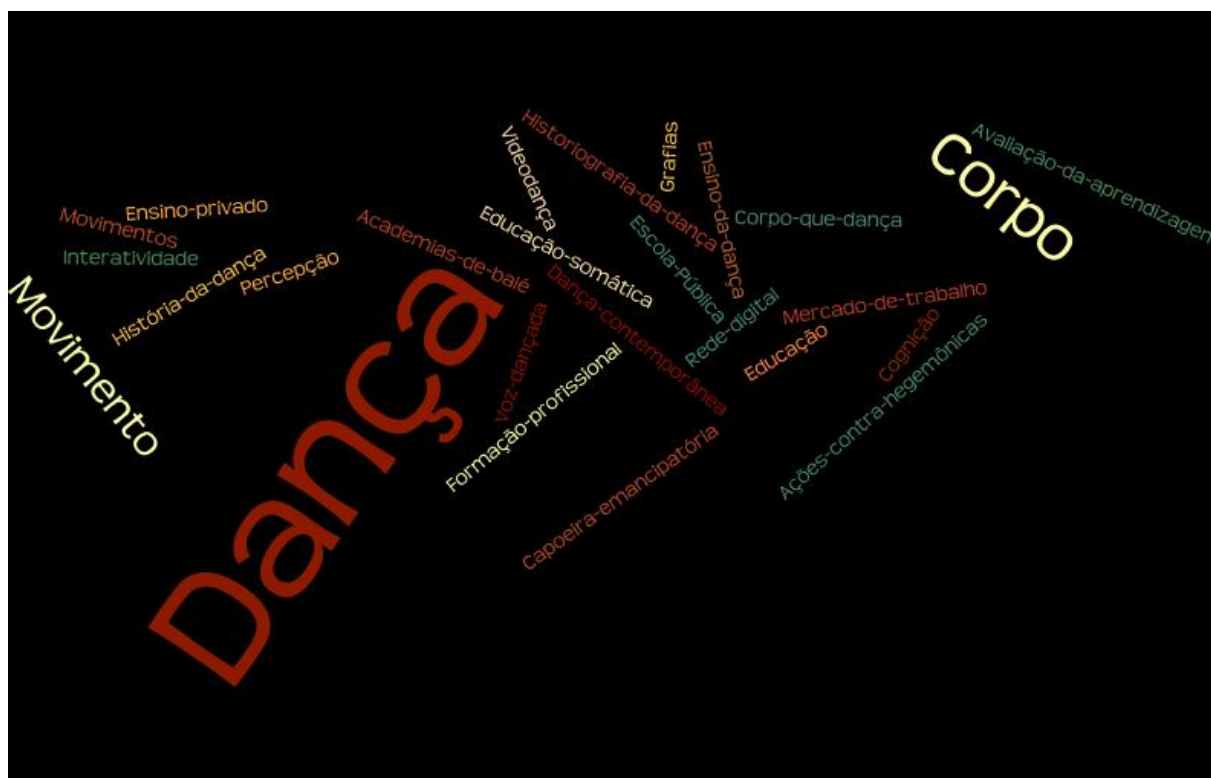 Avaliação-da-aprendizagem
Corpo
Historiografia-da-dança
Grafias
Videodança
Ensino-da-dança
Ensino-privado
Movimentos
Academias-de-balé
Educação-somática
Escola-Pública
Corpo-que-dança
Interatividade
História-da-dança
Percepção
Dança-contemporânea
Rede-digital
Mercado-de-trabalho
Movimento
Dança
Voz-dançada
Formação-profissional
Educação
Cognição
Ações-contra-hegemônicas
Capoeira-emancipatória